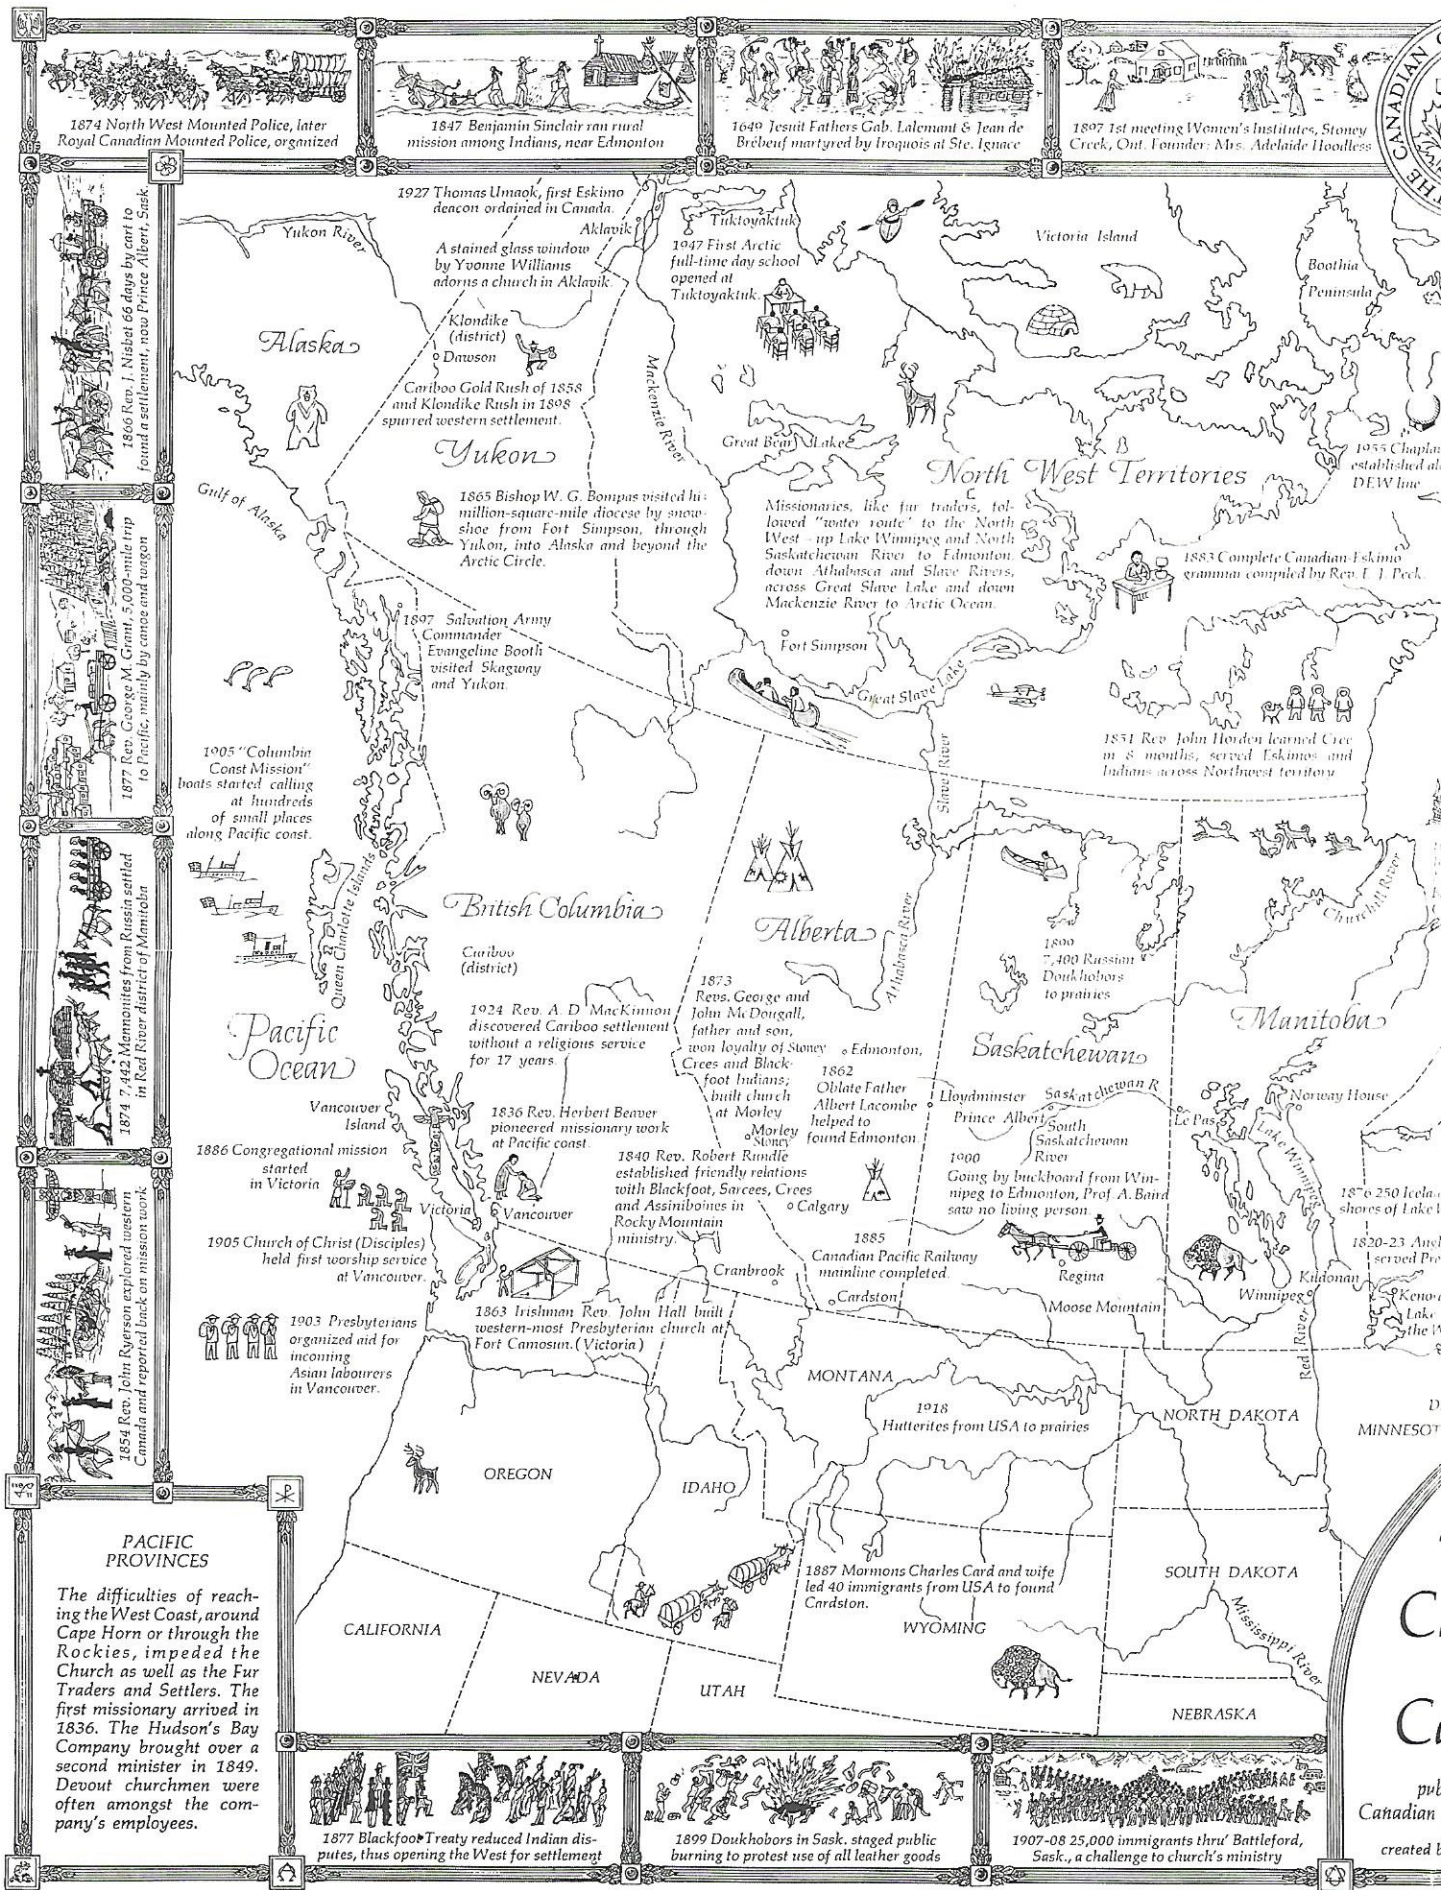 1874 North West Mounted Police, later
Royal Canadian Mounted Police, organized
1847 Benjamin Sinclair ran rural
mission among Indians, near Edmonton
1649 Jesuit Fathers Gab. Lalemant & Jean de
Brébeuf martyred by Iroquois at Ste. Ignace
1897 1st meeting Women's Institutes, Stoney
Creek, Ont. Founder: Mrs. Adelaide Hoodless
THE CANADIAN C
1866 Rev. J. Nisbet 66 days by cart to
found a settlement, now Prince Albert, Sask
1877 Rev. George M. Grant, 5,000-mile trip
to Pacific, mainly by canoe and wagon
1874 7,442 Mennonites from Russia settled
in Red River district of Manitoba
1854 Rev. John Ryerson explored western
Canada and reported back on mission work
Yukon River
1927 Thomas Umaok, first Eskimo
deacon ordained in Canada.
Aklavik
A stained glass window
by Yvonne Williams
adorns a church in Aklavik.
Tuktoyaktuk
1947 First Arctic
full-time day school
opened at
Tuktoyaktuk.
Victoria Island
Boothia
Peninsula
Alaska
Klondike
(district)
Dawson
Cariboo Gold Rush of 1858
and Klondike Rush in 1898
spurred western settlement.
Yukon
Mackenzie River
Great Bear Lake
North West Territories
1955 Chapla
established al
DEW line
Gulf of Alaska
1865 Bishop W. G. Bompas visited his
million-square-mile diocese by snow-
shoe from Fort Simpson, through
Yukon, into Alaska and beyond the
Arctic Circle.
Missionaries, like fur traders, fol-
lowed "water route" to the North
West - up Lake Winnipeg and North
Saskatchewan River to Edmonton,
down Athabasca and Slave Rivers,
across Great Slave Lake and down
Mackenzie River to Arctic Ocean.
1883 Complete Canadian-Eskimo
grammar compiled by Rev. E. J. Peck.
1897 Salvation Army
Commander
Evangeline Booth
visited Skagway
and Yukon.
Fort Simpson
Great Slave Lake
1851 Rev. John Horden learned Cree
in 8 months, served Eskimos and
Indians across Northwest territory
1905 "Columbia
Coast Mission"
boats started calling
at hundreds
of small places
along Pacific coast.
Slave River
Queen Charlotte Islands
British Columbia
Cariboo
(district)
Alberta
Athabasca River
Churchill River
1899
7,400 Russian
Doukhobors
to prairies
Manitoba
Saskatchewan
Pacific
Ocean
1924 Rev. A. D. MacKinnon
discovered Cariboo settlement
without a religious service
for 17 years.
1873
Revs. George and
John McDougall,
father and son,
won loyalty of Stoney
Crees and Black-
foot Indians;
built church
at Morley
Morley
Stoney
Edmonton,
1862
Oblate Father
Albert Lacombe
helped to
found Edmonton.
Lloydminster
Saskatchewan R
Prince Albert
South
Saskatchewan
River
Le Pas
Norway House
Lake Winnipeg
Vancouver
Island
1836 Rev. Herbert Beaver
pioneered missionary work
at Pacific coast.
1886 Congregational mission
started
in Victoria
1840 Rev. Robert Rundle
established friendly relations
with Blackfoot, Sarcees, Crees
and Assiniboines in
Rocky Mountain
ministry.
Calgary
1900
Going by buckboard from Win-
nipeg to Edmonton, Prof. A. Baird
saw no living person.
1876 250 Icela
shores of Lake W
Victoria
Vancouver
1905 Church of Christ (Disciples)
held first worship service
at Vancouver.
1885
Canadian Pacific Railway
mainline completed.
1820-23 Angl
served Pre
Cranbrook
Cardston
Regina
Moose Mountain
Kildonan
Winnipeg
Red River
Keno
Lake
the W
1863 Irishman Rev. John Hall built
western-most Presbyterian church at
Fort Camosun. (Victoria)
1903 Presbyterians
organized aid for
incoming
Asian labourers
in Vancouver.
MONTANA
1918
Hutterites from USA to prairies
NORTH DAKOTA
MINNESOT
OREGON
IDAHO
1887 Mormons Charles Card and wife
led 40 immigrants from USA to found
Cardston.
SOUTH DAKOTA
Mississippi River
CALIFORNIA
NEVADA
UTAH
WYOMING
NEBRASKA
PACIFIC
PROVINCES
The difficulties of reach-
ing the West Coast, around
Cape Horn or through the
Rockies, impeded the
Church as well as the Fur
Traders and Settlers. The
first missionary arrived in
1836. The Hudson's Bay
Company brought over a
second minister in 1849.
Devout churchmen were
often amongst the com-
pany's employees.
1877 Blackfoot Treaty reduced Indian dis-
putes, thus opening the West for settlement
1899 Doukhobors in Sask. staged public
burning to protest use of all leather goods
1907-08 25,000 immigrants thru' Battleford,
Sask., a challenge to church's ministry
C
Ca
pub
Canadian
created b